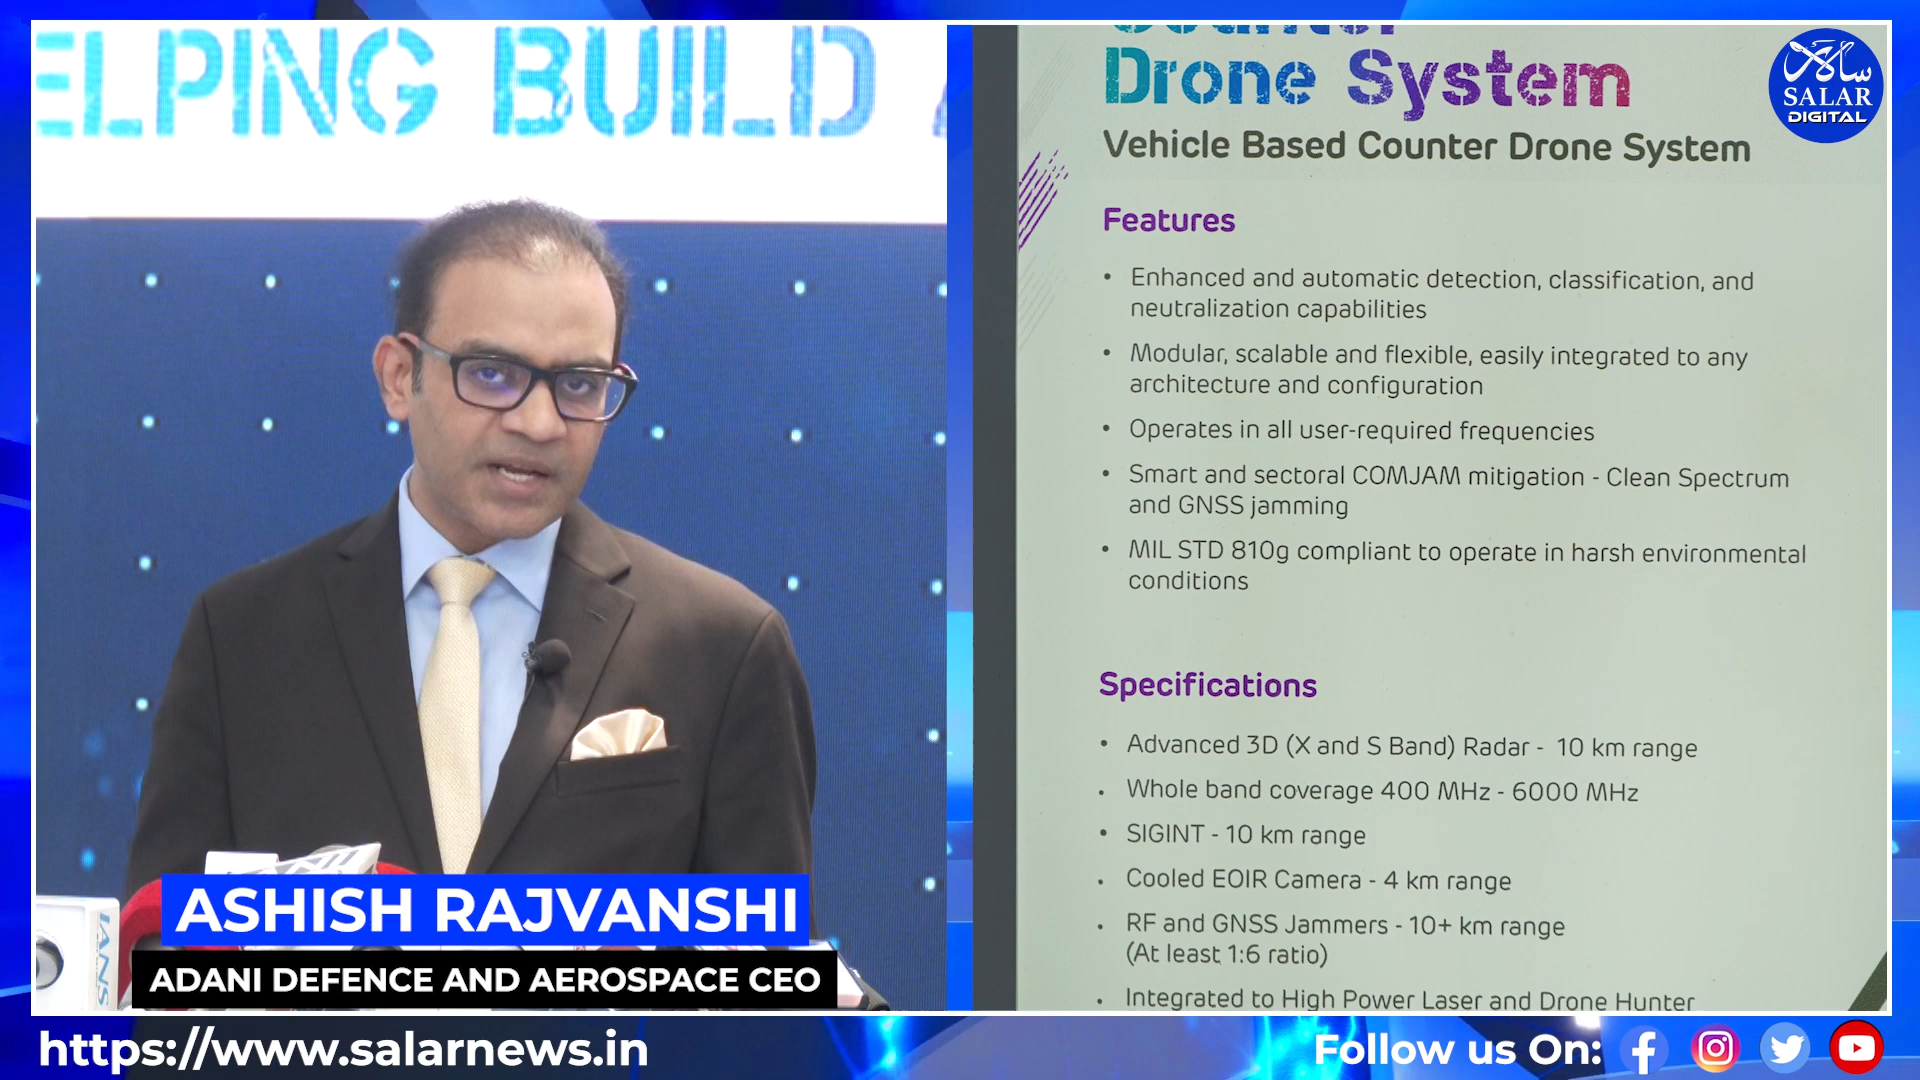 ELPING BUILD
Counter
Drone System
Vehicle Based Counter Drone System
Features
• Enhanced and automatic detection, classification, and
neutralization capabilities
• Modular, scalable and flexible, easily integrated to any
architecture and configuration
• Operates in all user-required frequencies
• Smart and sectoral COMJAM mitigation - Clean Spectrum
and GNSS jamming
• MIL STD 810g compliant to operate in harsh environmental
conditions
Specifications
• Advanced 3D (X and S Band) Radar - 10 km range
• Whole band coverage 400 MHz - 6000 MHz
• SIGINT - 10 km range
• Cooled EOIR Camera - 4 km range
• RF and GNSS Jammers - 10+ km range
(At least 1:6 ratio)
• Integrated to High Power Laser and Drone Hunter
سالار
SALAR
DIGITAL
IANS
ASHISH RAJVANSHI
ADANI DEFENCE AND AEROSPACE CEO
https://www.salarnews.in
Follow us On: